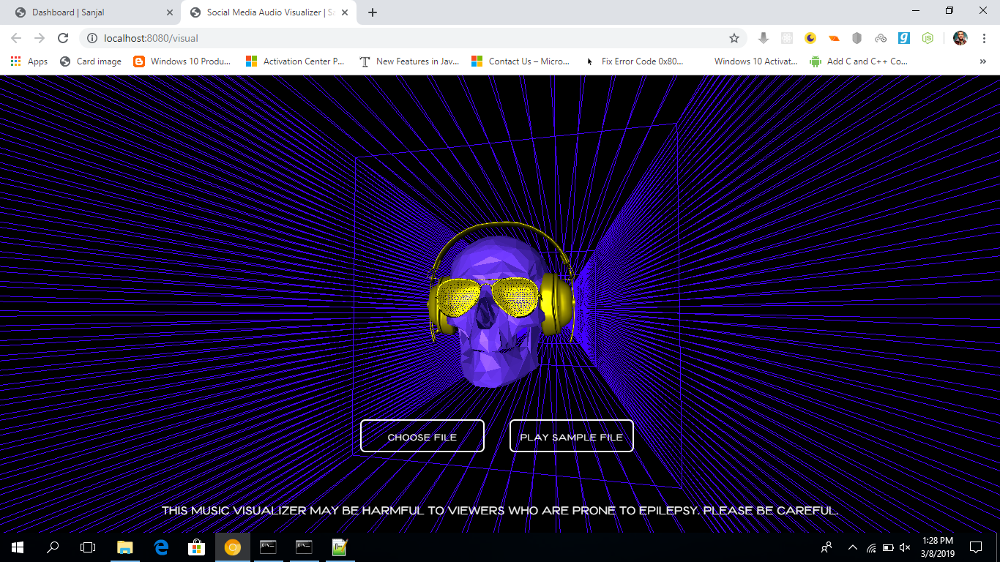 Dashboard | Sanjal
Social Media Audio Visualizer | Sa
localhost:8080/visual
Apps
Card image
Windows 10 Produ...
Activation Center P...
New Features in Jav...
Contact Us – Micro...
Fix Error Code 0x80...
Windows 10 Activat...
Add C and C++ Co...
CHOOSE FILE
PLAY SAMPLE FILE
THIS MUSIC VISUALIZER MAY BE HARMFUL TO VIEWERS WHO ARE PRONE TO EPILEPSY. PLEASE BE CAREFUL.
1:28 PM
3/8/2019